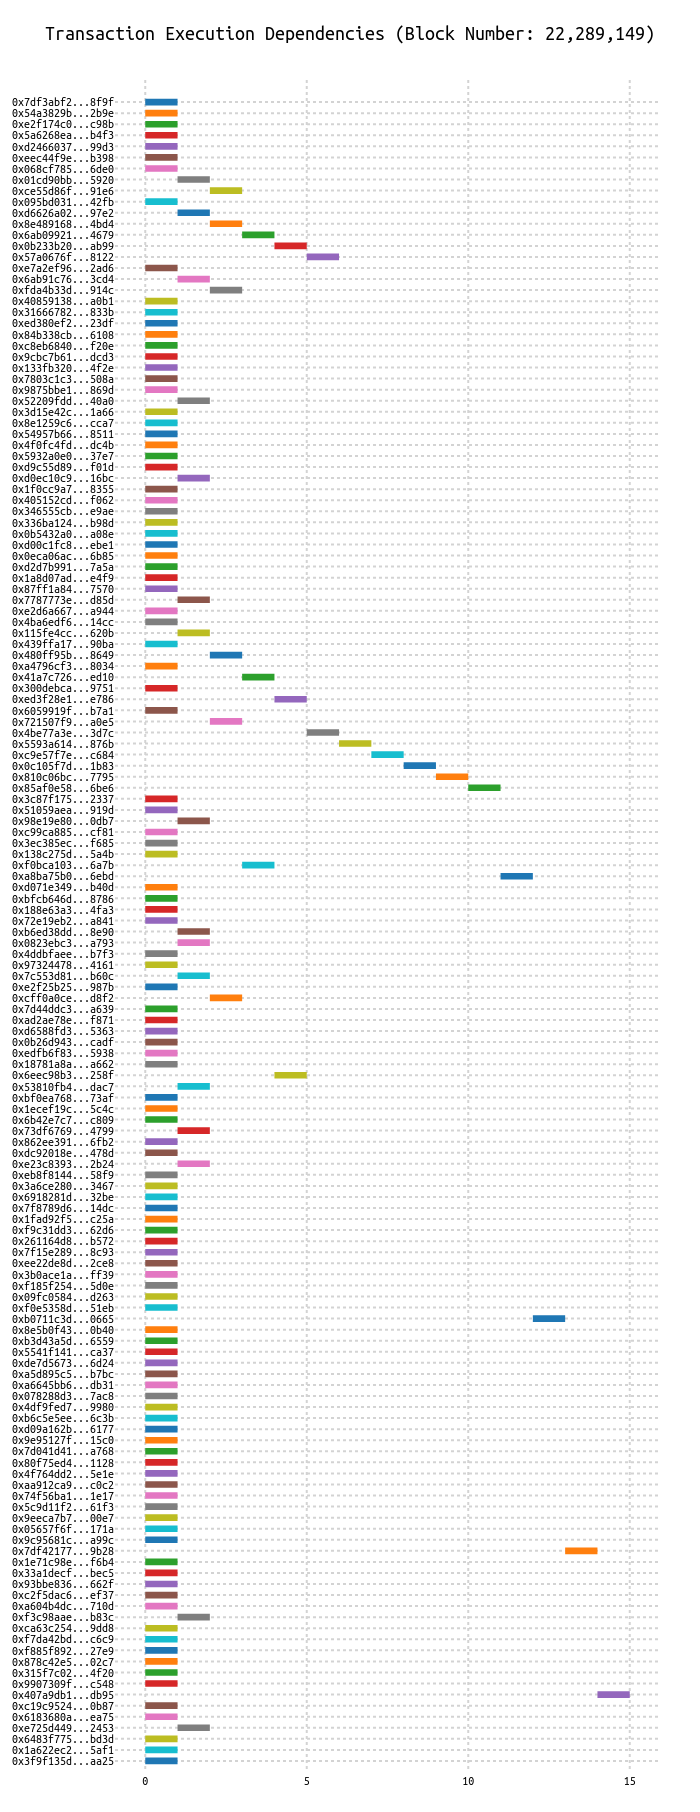 Transaction Execution Dependencies (Block Number: 22,289,149)
0x7df3abf2...8f9f
0x54a3829b...2b9e
0xe2f174c0...c98b
0x5a6268ea...b4f3
0xd2466037...99d3
0xeec44f9e...b398
0x068cf785...6de0
0x01cd90bb...5920
0xce55d86f...91e6
0x095bd031...42fb
0xd6626a02...97e2
0x8e489168...4bd4
0x6ab09921...4679
0x0b233b20...ab99
0x57a0676f...8122
0xe7a2ef96...2ad6
0x6ab91c76...3cd4
0xfda4b33d...914c
0x40859138...a0b1
0x31666782...833b
0xed380ef2...23df
0x84b338cb...6108
0xc8eb6840...f20e
0x9cbc7b61...dcd3
0x133fb320...4f2e
0x7803c1c3...508a
0x9875bbe1...869d
0x52209fdd...40a0
0x3d15e42c...1a66
0x8e1259c6...cca7
0x54957b66...8511
0x4f0fc4fd...dc4b
0x5932a0e0...37e7
0xd9c55d89...f01d
0xd0ec10c9...16bc
0x1f0cc9a7...8355
0x405152cd...f062
0x346555cb...e9ae
0x336ba124...b98d
0x0b5432a0...a08e
0xd00c1fc8...ebe1
0x0eca06ac...6b85
0xd2d7b991...7a5a
0x1a8d07ad...e4f9
0x87ff1a84...7570
0x7787773e...d85d
0xe2d6a667...a944
0x4ba6edf6...14cc
0x115fe4cc...620b
0x439ffa17...90ba
0x480ff95b...8649
0xa4796cf3...8034
0x41a7c726...ed10
0x300debca...9751
0xed3f28e1...e786
0x6059919f...b7a1
0x721507f9...a0e5
0x4be77a3e...3d7c
0x5593a614...876b
0xc9e57f7e...c684
0x0c105f7d...1b83
0x810c06bc...7795
0x85af0e58...6be6
0x3c87f175...2337
0x51059aea...919d
0x98e19e80...0db7
0xc99ca885...cf81
0x3ec385ec...f685
0x138c275d...5a4b
0xf0bca103...6a7b
0xa8ba75b0...6ebd
0xd071e349...b40d
0xbfcb646d...8786
0x188e63a3...4fa3
0x72e19eb2...a841
0xb6ed38dd...8e90
0x0823ebc3...a793
0x4ddbfaee...b7f3
0x97324478...4161
0x7c553d81...b60c
0xe2f25b25...987b
0xcff0a0ce...d8f2
0x7d44ddc3...a639
0xad2ae78e...f871
0xd6588fd3...5363
0x0b26d943...cadf
0xedfb6f83...5938
0x18781a8a...a662
0x6eec98b3...258f
0x53810fb4...dac7
0xbf0ea768...73af
0x1ecef19c...5c4c
0x6b42e7c7...c809
0x73df6769...4799
0x862ee391...6fb2
0xdc92018e...478d
0xe23c8393...2b24
0xeb8f8144...58f9
0x3a6ce280...3467
0x6918281d...32be
0x7f8789d6...14dc
0x1fad92f5...c25a
0xf9c31dd3...62d6
0x261164d8...b572
0x7f15e289...8c93
0xee22de8d...2ce8
0x3b0ace1a...ff39
0xf185f254...5d0e
0x09fc0584...d263
0xf0e5358d...51eb
0xb0711c3d...0665
0x8e5b0f43...0b40
0xb3d43a5d...6559
0x5541f141...ca37
0xde7d5673...6d24
0xa5d895c5...b7bc
0xa6645bb6...db31
0x078288d3...7ac8
0x4df9fed7...9980
0xb6c5e5ee...6c3b
0xd09a162b...6177
0x9e95127f...15c0
0x7d041d41...a768
0x80f75ed4...1128
0x4f764dd2...5e1e
0xaa912ca9...c0c2
0x74f56ba1...1e17
0x5c9d11f2...61f3
0x9eeca7b7...00e7
0x05657f6f...171a
0x9c95681c...a99c
0x7df42177...9b28
0x1e71c98e...f6b4
0x33a1decf...bec5
0x93bbe836...662f
0xc2f5dac6...ef37
0xa604b4dc...710d
0xf3c98aae...b83c
0xca63c254...9dd8
0xf7da42bd...c6c9
0xf885f892...27e9
0x878c42e5...02c7
0x315f7c02...4f20
0x9907309f...c548
0x407a9db1...db95
0xc19c9524...0b87
0x6183680a...ea75
0xe725d449...2453
0x6483f775...bd3d
0x1a622ec2...5af1
0x3f9f135d...aa25
0 5 10 15